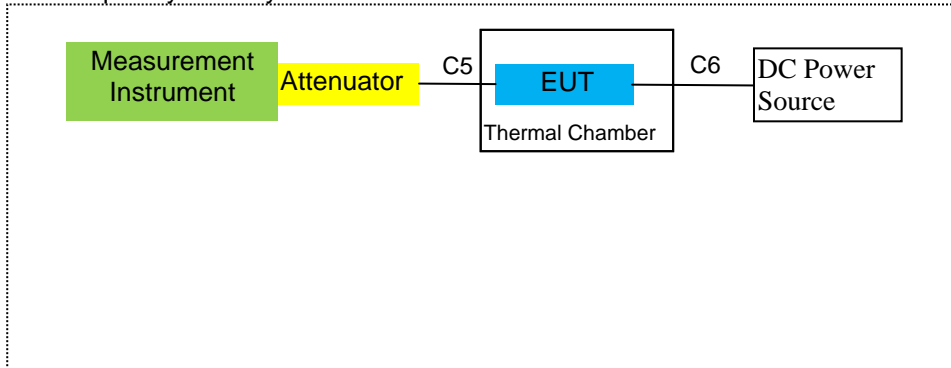 Measurement
Instrument
Attenuator
C5
EUT
Thermal Chamber
C6
DC Power
Source